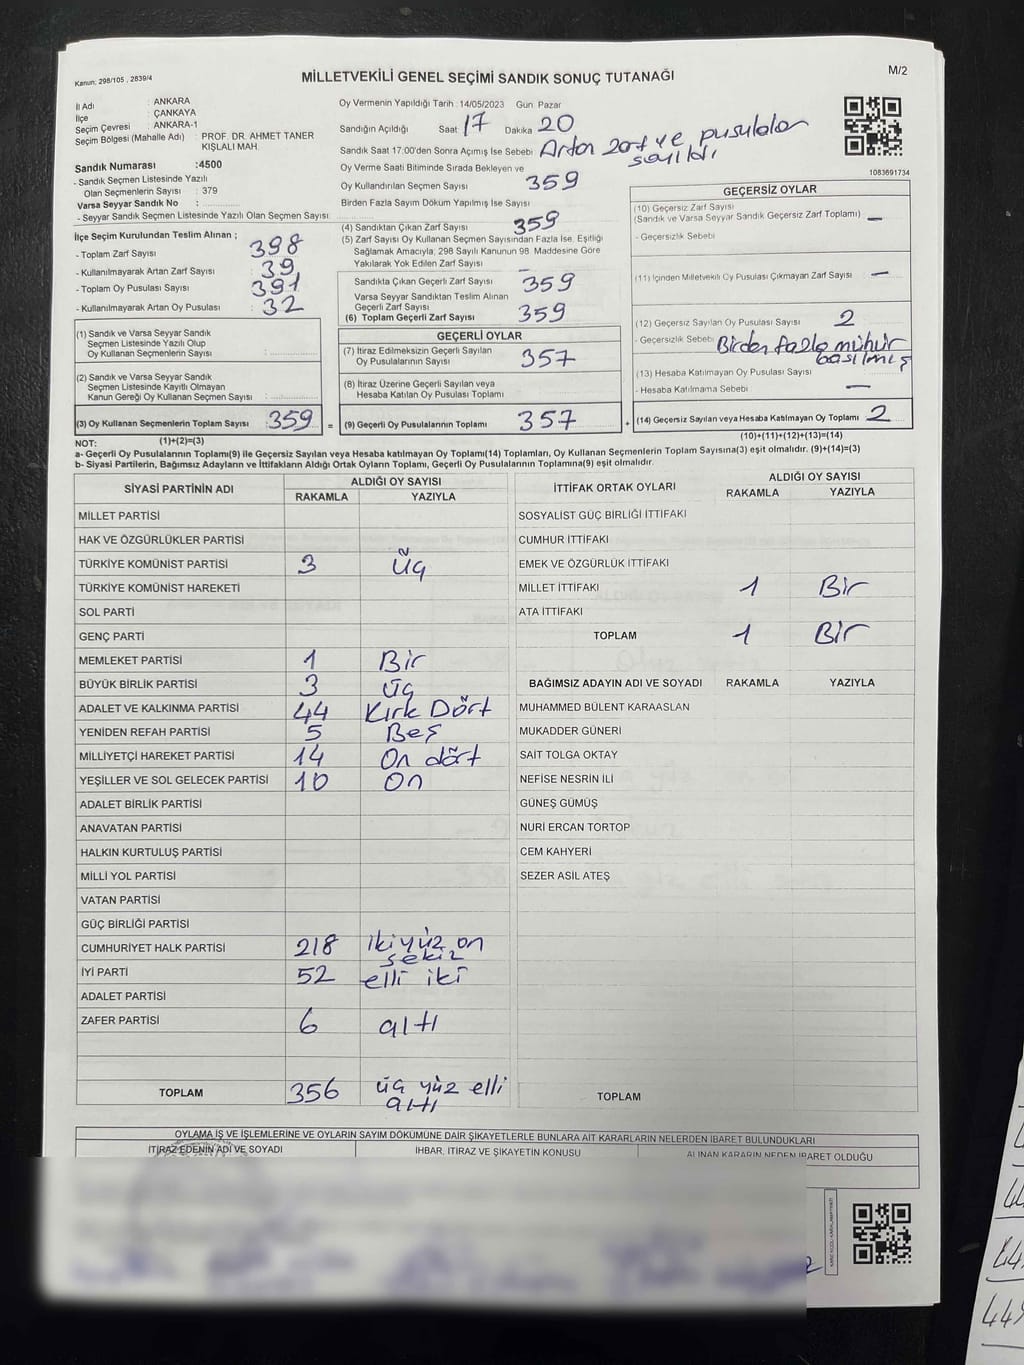 Kanun: 298/105 , 2839/4
MİLLETVEKİLİ GENEL SEÇİMİ SANDIK SONUÇ TUTANAĞI
M/2
İl Adı : ANKARA
İlçe : ÇANKAYA
Seçim Çevresi : ANKARA-1
Seçim Bölgesi (Mahalle Adı) : PROF. DR. AHMET TANER KIŞLALI MAH.
Sandık Numarası :4500
- Sandık Seçmen Listesinde Yazılı
Olan Seçmenlerin Sayısı : 379
Varsa Seyyar Sandık No :
- Seyyar Sandık Seçmen Listesinde Yazılı Olan Seçmen Sayısı
İlçe Seçim Kurulundan Teslim Alınan ;
- Toplam Zarf Sayısı 398
- Kullanılmayarak Artan Zarf Sayısı : 39
- Toplam Oy Pusulası Sayısı : 391
- Kullanılmayarak Artan Oy Pusulası : 32
(1) Sandık ve Varsa Seyyar Sandık
Seçmen Listesinde Yazılı Olup
Oy Kullanan Seçmenlerin Sayısı :
(2) Sandık ve Varsa Seyyar Sandık
Seçmen Listesinde Kayıtlı Olmayan
Kanun Gereği Oy Kullanan Seçmen Sayısı :
(3) Oy Kullanan Seçmenlerin Toplam Sayısı : 359
Oy Vermenin Yapıldığı Tarih : 14/05/2023 Gün Pazar
Sandığın Açıldığı Saat 17 Dakika 20
Sandık Saat 17:00'den Sonra Açımış İse Sebebi Artan zarf ve pusulalar
sayıldı
Oy Verme Saati Bitiminde Sırada Bekleyen ve
Oy Kullandırılan Seçmen Sayısı 359
Birden Fazla Sayım Döküm Yapılmış İse Sayısı
(4) Sandıktan Çıkan Zarf Sayısı 359
(5) Zarf Sayısı Oy Kullanan Seçmen Sayısından Fazla İse, Eşitliği
Sağlamak Amacıyla, 298 Sayılı Kanunun 98. Maddesine Göre
Yakılarak Yok Edilen Zarf Sayısı
Sandıkta Çıkan Geçerli Zarf Sayısı 359
Varsa Seyyar Sandıktan Teslim Alınan
Geçerli Zarf Sayısı
(6) Toplam Geçerli Zarf Sayısı 359
GEÇERLİ OYLAR
(7) İtiraz Edilmeksizin Geçerli Sayılan
Oy Pusulasının Sayısı 357
(8) İtiraz Üzerine Geçerli Sayılan veya
Hesaba Katılan Oy Pusulası Toplamı
= (9) Geçerli Oy Pusulalarının Toplamı 357
1083691734
GEÇERSİZ OYLAR
(10) Geçersiz Zarf Sayısı
(Sandık ve Varsa Seyyar Sandık Geçersiz Zarf Toplamı) —
- Geçersizlik Sebebi
(11) İçinden Milletvekili Oy Pusulası Çıkmayan Zarf Sayısı —
(12) Geçersiz Sayılan Oy Pusulası Sayısı 2
- Geçersizlik Sebebi Birden fazla mühür
basılmış
(13) Hesaba Katılmayan Oy Pusulası Sayısı
- Hesaba Katılmama Sebebi —
+ (14) Geçersiz Sayılan veya Hesaba Katılmayan Oy Toplamı 2
NOT: (1)+(2)=(3)
(10)+(11)+(12)+(13)=(14)
a- Geçerli Oy Pusulalarının Toplamı(9) ile Geçersiz Sayılan veya Hesaba katılmayan Oy Toplamı(14) Toplamları, Oy Kullanan Seçmenlerin Toplam Sayısına(3) eşit olmalıdır. (9)+(14)=(3)
b- Siyasi Partilerin, Bağımsız Adayların ve İttifakların Aldığı Ortak Oyların Toplamı, Geçerli Oy Pusulalarının Toplamına(9) eşit olmalıdır.
SİYASİ PARTİNİN ADI ALDIĞI OY SAYISI
RAKAMLA YAZIYLA
MİLLET PARTİSİ
HAK VE ÖZGÜRLÜKLER PARTİSİ
TÜRKİYE KOMÜNİST PARTİSİ 3 Üç
TÜRKİYE KOMÜNİST HAREKETİ
SOL PARTİ
GENÇ PARTİ
MEMLEKET PARTİSİ 1 Bir
BÜYÜK BİRLİK PARTİSİ 3 üç
ADALET VE KALKINMA PARTİSİ 44 Kırk Dört
YENİDEN REFAH PARTİSİ 5 Beş
MİLLİYETÇİ HAREKET PARTİSİ 14 On dört
YEŞİLLER VE SOL GELECEK PARTİSİ 10 On
ADALET BİRLİK PARTİSİ
ANAVATAN PARTİSİ
HALKIN KURTULUŞ PARTİSİ
MİLLİ YOL PARTİSİ
VATAN PARTİSİ
GÜÇ BİRLİĞİ PARTİSİ
CUMHURİYET HALK PARTİSİ 218 ikiyüz on
sekiz
İYİ PARTİ 52 elli iki
ADALET PARTİSİ
ZAFER PARTİSİ 6 altı
TOPLAM 356 üç yüz elli
altı
İTTİFAK ORTAK OYLARI ALDIĞI OY SAYISI
RAKAMLA YAZIYLA
SOSYALİST GÜÇ BİRLİĞİ İTTİFAKI
CUMHUR İTTİFAKI
EMEK VE ÖZGÜRLÜK İTTİFAKI
MİLLET İTTİFAKI 1 Bir
ATA İTTİFAKI
TOPLAM 1 Bir
BAĞIMSIZ ADAYIN ADI VE SOYADI RAKAMLA YAZIYLA
MUHAMMED BÜLENT KARAASLAN
MUKADDER GÜNERİ
SAİT TOLGA OKTAY
NEFİSE NESRİN İLİ
GÜNEŞ GÜMÜŞ
NURİ ERCAN TORTOP
CEM KAHYERİ
SEZER ASİL ATEŞ
TOPLAM
OYLAMA İŞ VE İŞLEMLERİNE VE OYLARIN SAYIM DÖKÜMÜNE DAİR ŞİKAYETLERLE BUNLARA AİT KARARLARIN NELERDEN İBARET BULUNDUKLARI
İTİRAZ EDENİN ADI VE SOYADI İHBAR, İTİRAZ VE ŞİKAYETİN KONUSU ALINAN KARARIN NEDEN İBARET OLDUĞU